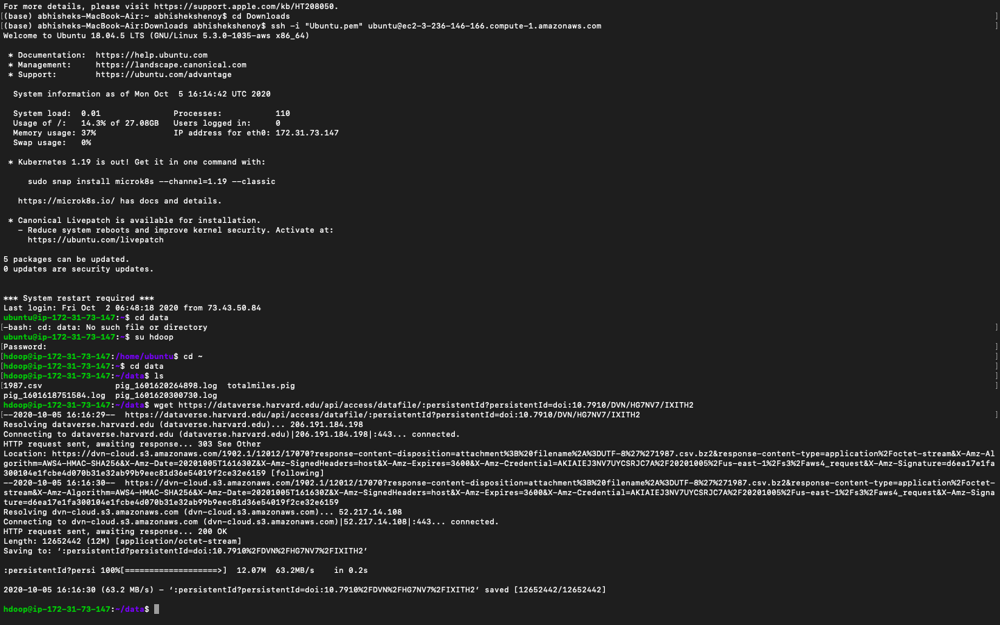 For more details, please visit https://support.apple.com/kb/HT208050.
[(base) abhisheks-MacBook-Air:~ abhishekshenoy$ cd Downloads ]
[(base) abhisheks-MacBook-Air:Downloads abhishekshenoy$ ssh -i "Ubuntu.pem" ubuntu@ec2-3-236-146-166.compute-1.amazonaws.com ]
Welcome to Ubuntu 18.04.5 LTS (GNU/Linux 5.3.0-1035-aws x86_64)
* Documentation:  https://help.ubuntu.com
* Management:     https://landscape.canonical.com
* Support:        https://ubuntu.com/advantage
System information as of Mon Oct  5 16:14:42 UTC 2020
System load:  0.01               Processes:           110
Usage of /:   14.3% of 27.08GB   Users logged in:     0
Memory usage: 37%                IP address for eth0: 172.31.73.147
Swap usage:   0%
* Kubernetes 1.19 is out! Get it in one command with:
sudo snap install microk8s --channel=1.19 --classic
https://microk8s.io/ has docs and details.
* Canonical Livepatch is available for installation.
- Reduce system reboots and improve kernel security. Activate at:
https://ubuntu.com/livepatch
5 packages can be updated.
0 updates are security updates.
*** System restart required ***
Last login: Fri Oct  2 06:48:18 2020 from 73.43.50.84
ubuntu@ip-172-31-73-147:~$ cd data
[-bash: cd: data: No such file or directory ]
ubuntu@ip-172-31-73-147:~$ su hdoop
[Password: ]
[hdoop@ip-172-31-73-147:/home/ubuntu$ cd ~ ]
[hdoop@ip-172-31-73-147:~$ cd data ]
[hdoop@ip-172-31-73-147:~/data$ ls ]
[1987.csv               pig_1601620264898.log  totalmiles.pig ]
pig_1601618751584.log  pig_1601620300730.log
hdoop@ip-172-31-73-147:~/data$ wget https://dataverse.harvard.edu/api/access/datafile/:persistentId?persistentId=doi:10.7910/DVN/HG7NV7/IXITH2
[--2020-10-05 16:16:29--  https://dataverse.harvard.edu/api/access/datafile/:persistentId?persistentId=doi:10.7910/DVN/HG7NV7/IXITH2 ]
Resolving dataverse.harvard.edu (dataverse.harvard.edu)... 206.191.184.198
Connecting to dataverse.harvard.edu (dataverse.harvard.edu)|206.191.184.198|:443... connected.
HTTP request sent, awaiting response... 303 See Other
Location: https://dvn-cloud.s3.amazonaws.com/1902.1/12012/17070?response-content-disposition=attachment%3B%20filename%2A%3DUTF-8%27%271987.csv.bz2&response-content-type=application%2Foctet-stream&X-Amz-Al
gorithm=AWS4-HMAC-SHA256&X-Amz-Date=20201005T161630Z&X-Amz-SignedHeaders=host&X-Amz-Expires=3600&X-Amz-Credential=AKIAIEJ3NV7UYCSRJC7A%2F20201005%2Fus-east-1%2Fs3%2Faws4_request&X-Amz-Signature=d6ea17e1fa
300104e1fcbe4d070b31e32ab99b9eec81d36e54019f2ce32e6159 [following]
--2020-10-05 16:16:30--  https://dvn-cloud.s3.amazonaws.com/1902.1/12012/17070?response-content-disposition=attachment%3B%20filename%2A%3DUTF-8%27%271987.csv.bz2&response-content-type=application%2Foctet-
stream&X-Amz-Algorithm=AWS4-HMAC-SHA256&X-Amz-Date=20201005T161630Z&X-Amz-SignedHeaders=host&X-Amz-Expires=3600&X-Amz-Credential=AKIAIEJ3NV7UYCSRJC7A%2F20201005%2Fus-east-1%2Fs3%2Faws4_request&X-Amz-Signa
ture=d6ea17e1fa300104e1fcbe4d070b31e32ab99b9eec81d36e54019f2ce32e6159
Resolving dvn-cloud.s3.amazonaws.com (dvn-cloud.s3.amazonaws.com)... 52.217.14.108
Connecting to dvn-cloud.s3.amazonaws.com (dvn-cloud.s3.amazonaws.com)|52.217.14.108|:443... connected.
HTTP request sent, awaiting response... 200 OK
Length: 12652442 (12M) [application/octet-stream]
Saving to: ‘:persistentId?persistentId=doi:10.7910%2FDVN%2FHG7NV7%2FIXITH2’
:persistentId?persi 100%[===================>]  12.07M  63.2MB/s    in 0.2s
2020-10-05 16:16:30 (63.2 MB/s) - ‘:persistentId?persistentId=doi:10.7910%2FDVN%2FHG7NV7%2FIXITH2’ saved [12652442/12652442]
hdoop@ip-172-31-73-147:~/data$